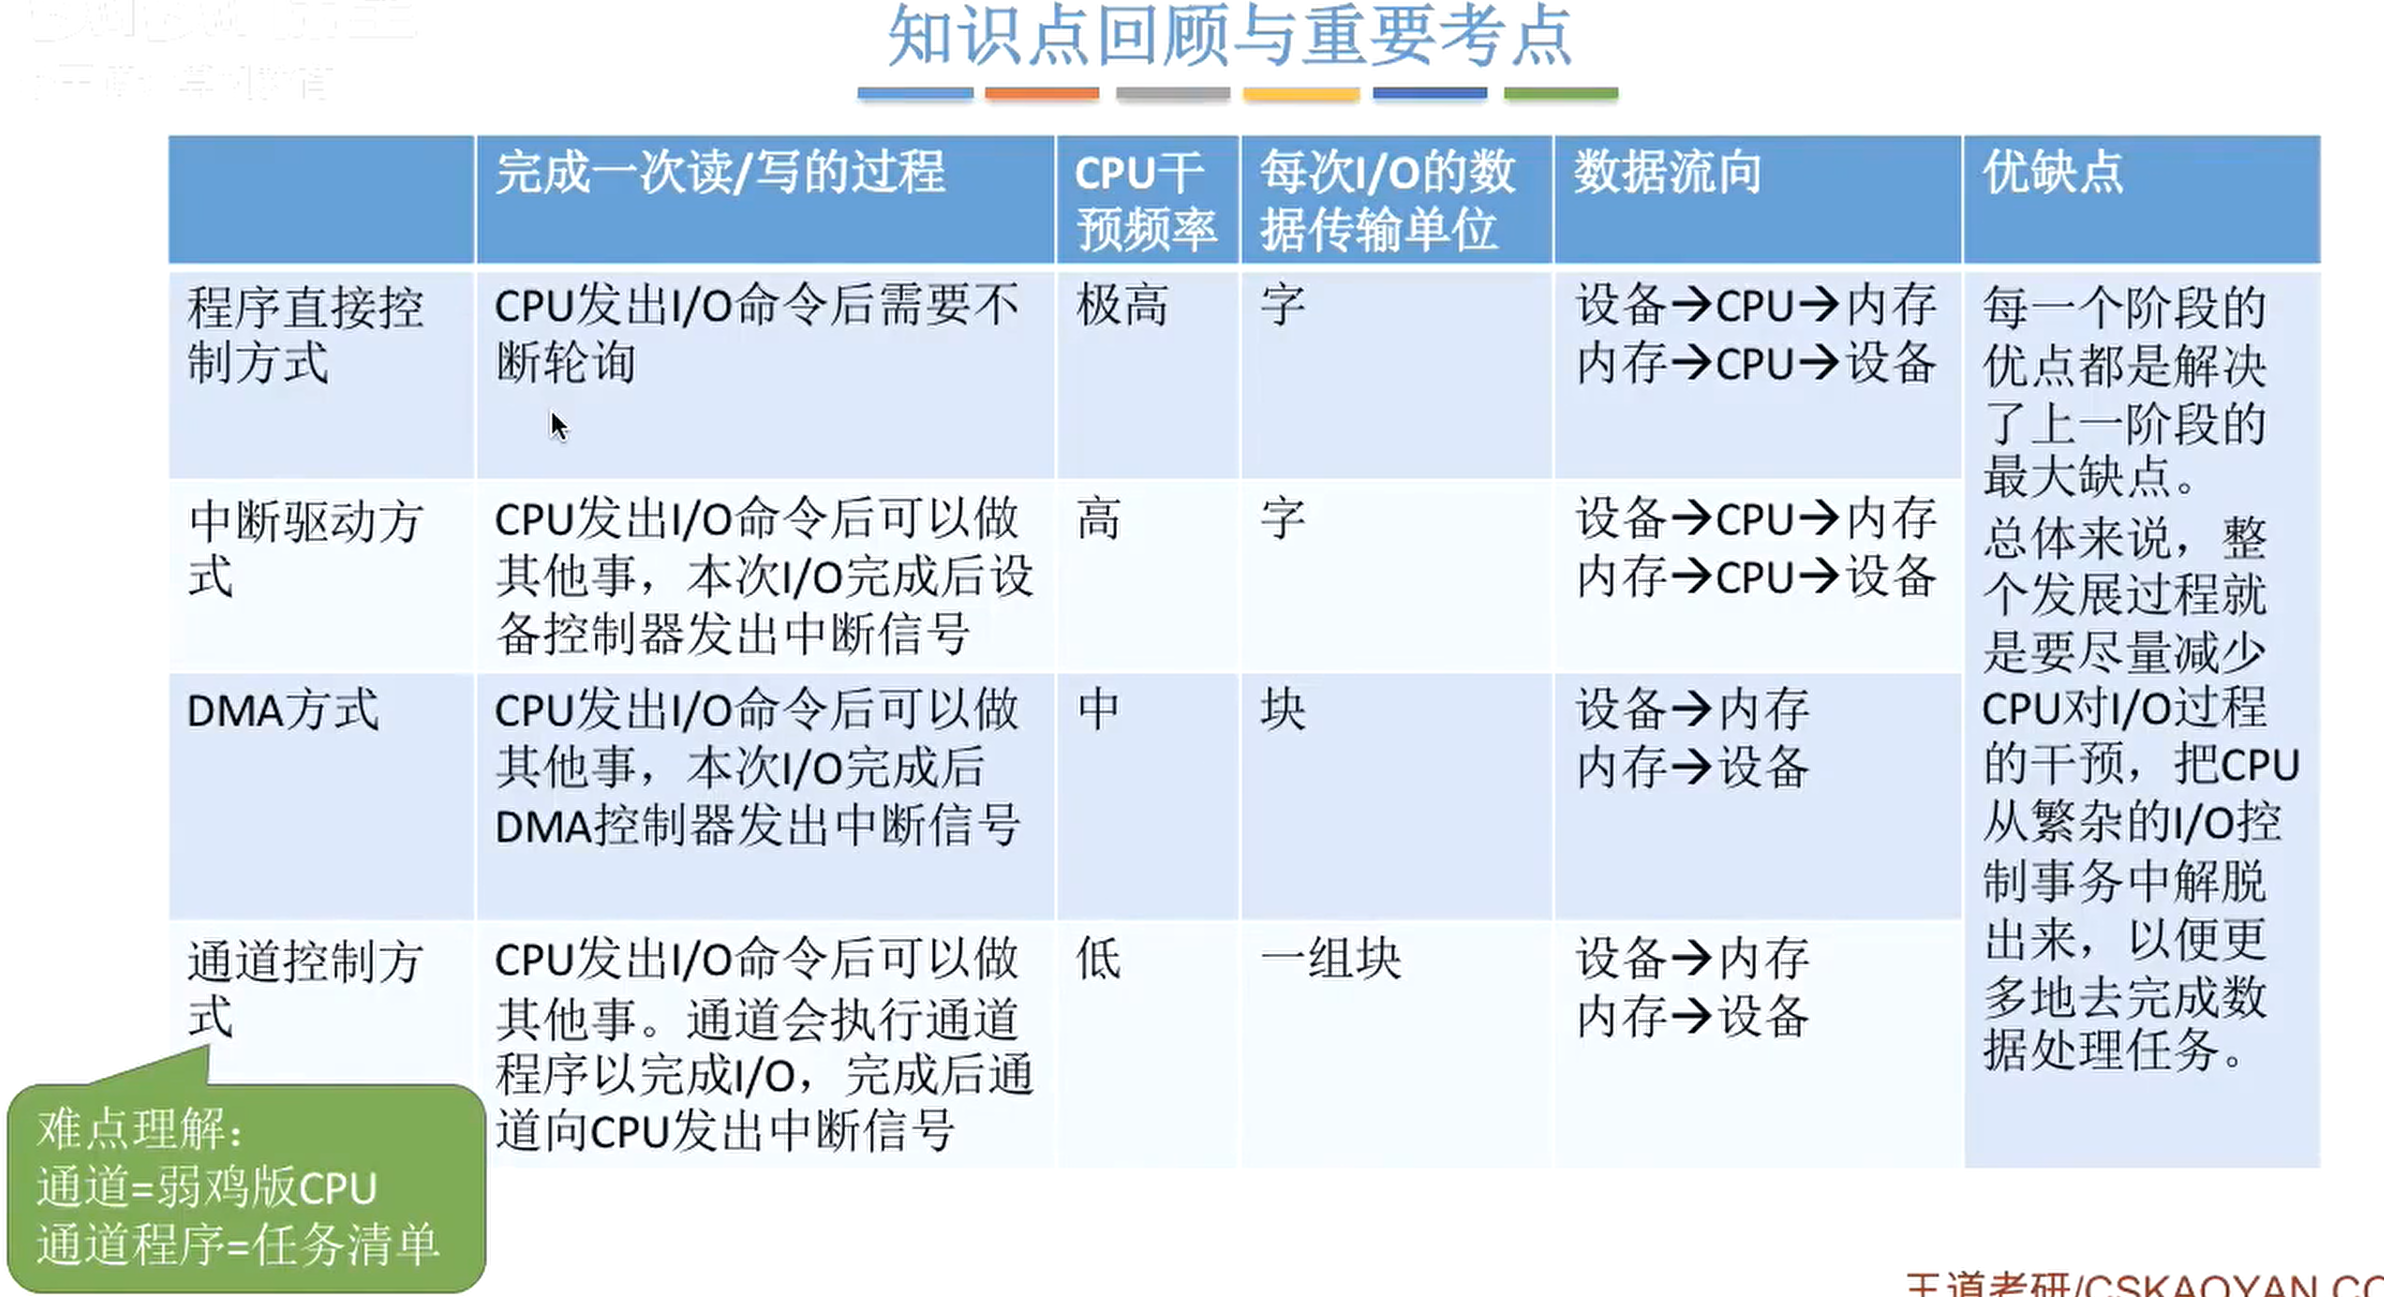 知识点回顾与重要考点
完成一次读/写的过程
CPU干
预频率
每次I/O的数
据传输单位
数据流向
优缺点
程序直接控
制方式
CPU发出I/O命令后需要不
断轮询
极高
字
设备→CPU→内存
内存→CPU→设备
中断驱动方
式
CPU发出I/O命令后可以做
其他事，本次I/O完成后设
备控制器发出中断信号
高
字
设备→CPU→内存
内存→CPU→设备
DMA方式
CPU发出I/O命令后可以做
其他事，本次I/O完成后
DMA控制器发出中断信号
中
块
设备→内存
内存→设备
通道控制方
式
CPU发出I/O命令后可以做
其他事。通道会执行通道
程序以完成I/O，完成后通
道向CPU发出中断信号
低
一组块
设备→内存
内存→设备
每一个阶段的
优点都是解决
了上一阶段的
最大缺点。
总体来说，整
个发展过程就
是要尽量减少
CPU对I/O过程
的干预，把CPU
从繁杂的I/O控
制事务中解脱
出来，以便更
多地去完成数
据处理任务。
难点理解：
通道=弱鸡版CPU
通道程序=任务清单
王道考研/CSKAOYAN.CO